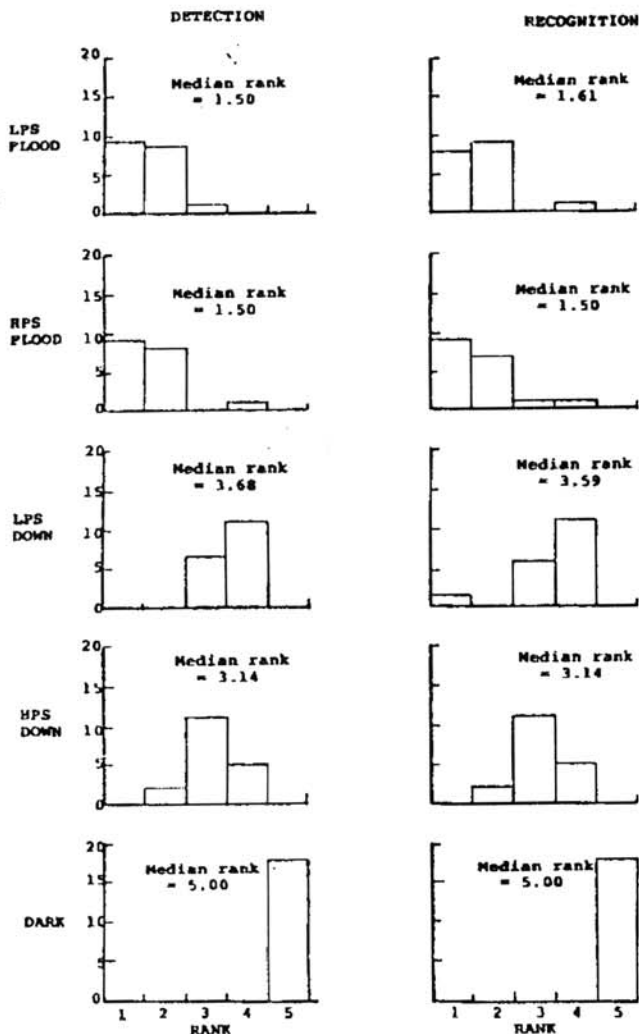 DETECTION
RECOGNITION
LPS
FLOOD
20
15
10
5
0
Median rank
= 1.50
Median rank
= 1.61
HPS
FLOOD
20
15
10
5
0
Median rank
= 1.50
Median rank
= 1.50
LPS
DOWN
20
15
10
5
0
Median rank
= 3.68
Median rank
= 3.59
HPS
DOWN
20
15
10
5
0
Median rank
= 3.14
Median rank
= 3.14
DARK
20
15
10
5
0
Median rank
= 5.00
Median rank
= 5.00
1 2 3 4 5
RANK
1 2 3 4 5
RANK